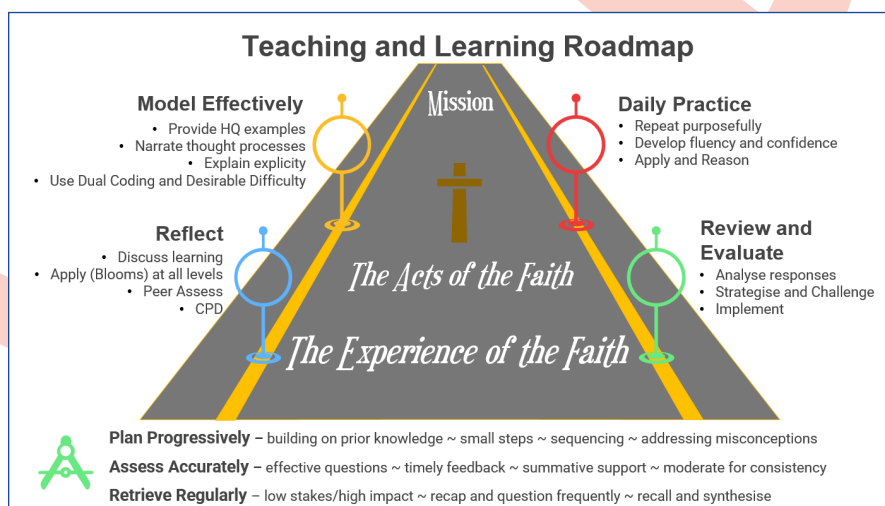 Teaching and Learning Roadmap
Mission
Model Effectively
• Provide HQ examples
• Narrate thought processes
• Explain explicity
• Use Dual Coding and Desirable Difficulty
Daily Practice
• Repeat purposefully
• Develop fluency and confidence
• Apply and Reason
Reflect
• Discuss learning
• Apply (Blooms) at all levels
• Peer Assess
• CPD
Review and
Evaluate
• Analyse responses
• Strategise and Challenge
• Implement
The Acts of the Faith
The Experience of the Faith
Plan Progressively – building on prior knowledge ~ small steps ~ sequencing ~ addressing misconceptions
Assess Accurately – effective questions ~ timely feedback ~ summative support ~ moderate for consistency
Retrieve Regularly – low stakes/high impact ~ recap and question frequently ~ recall and synthesise